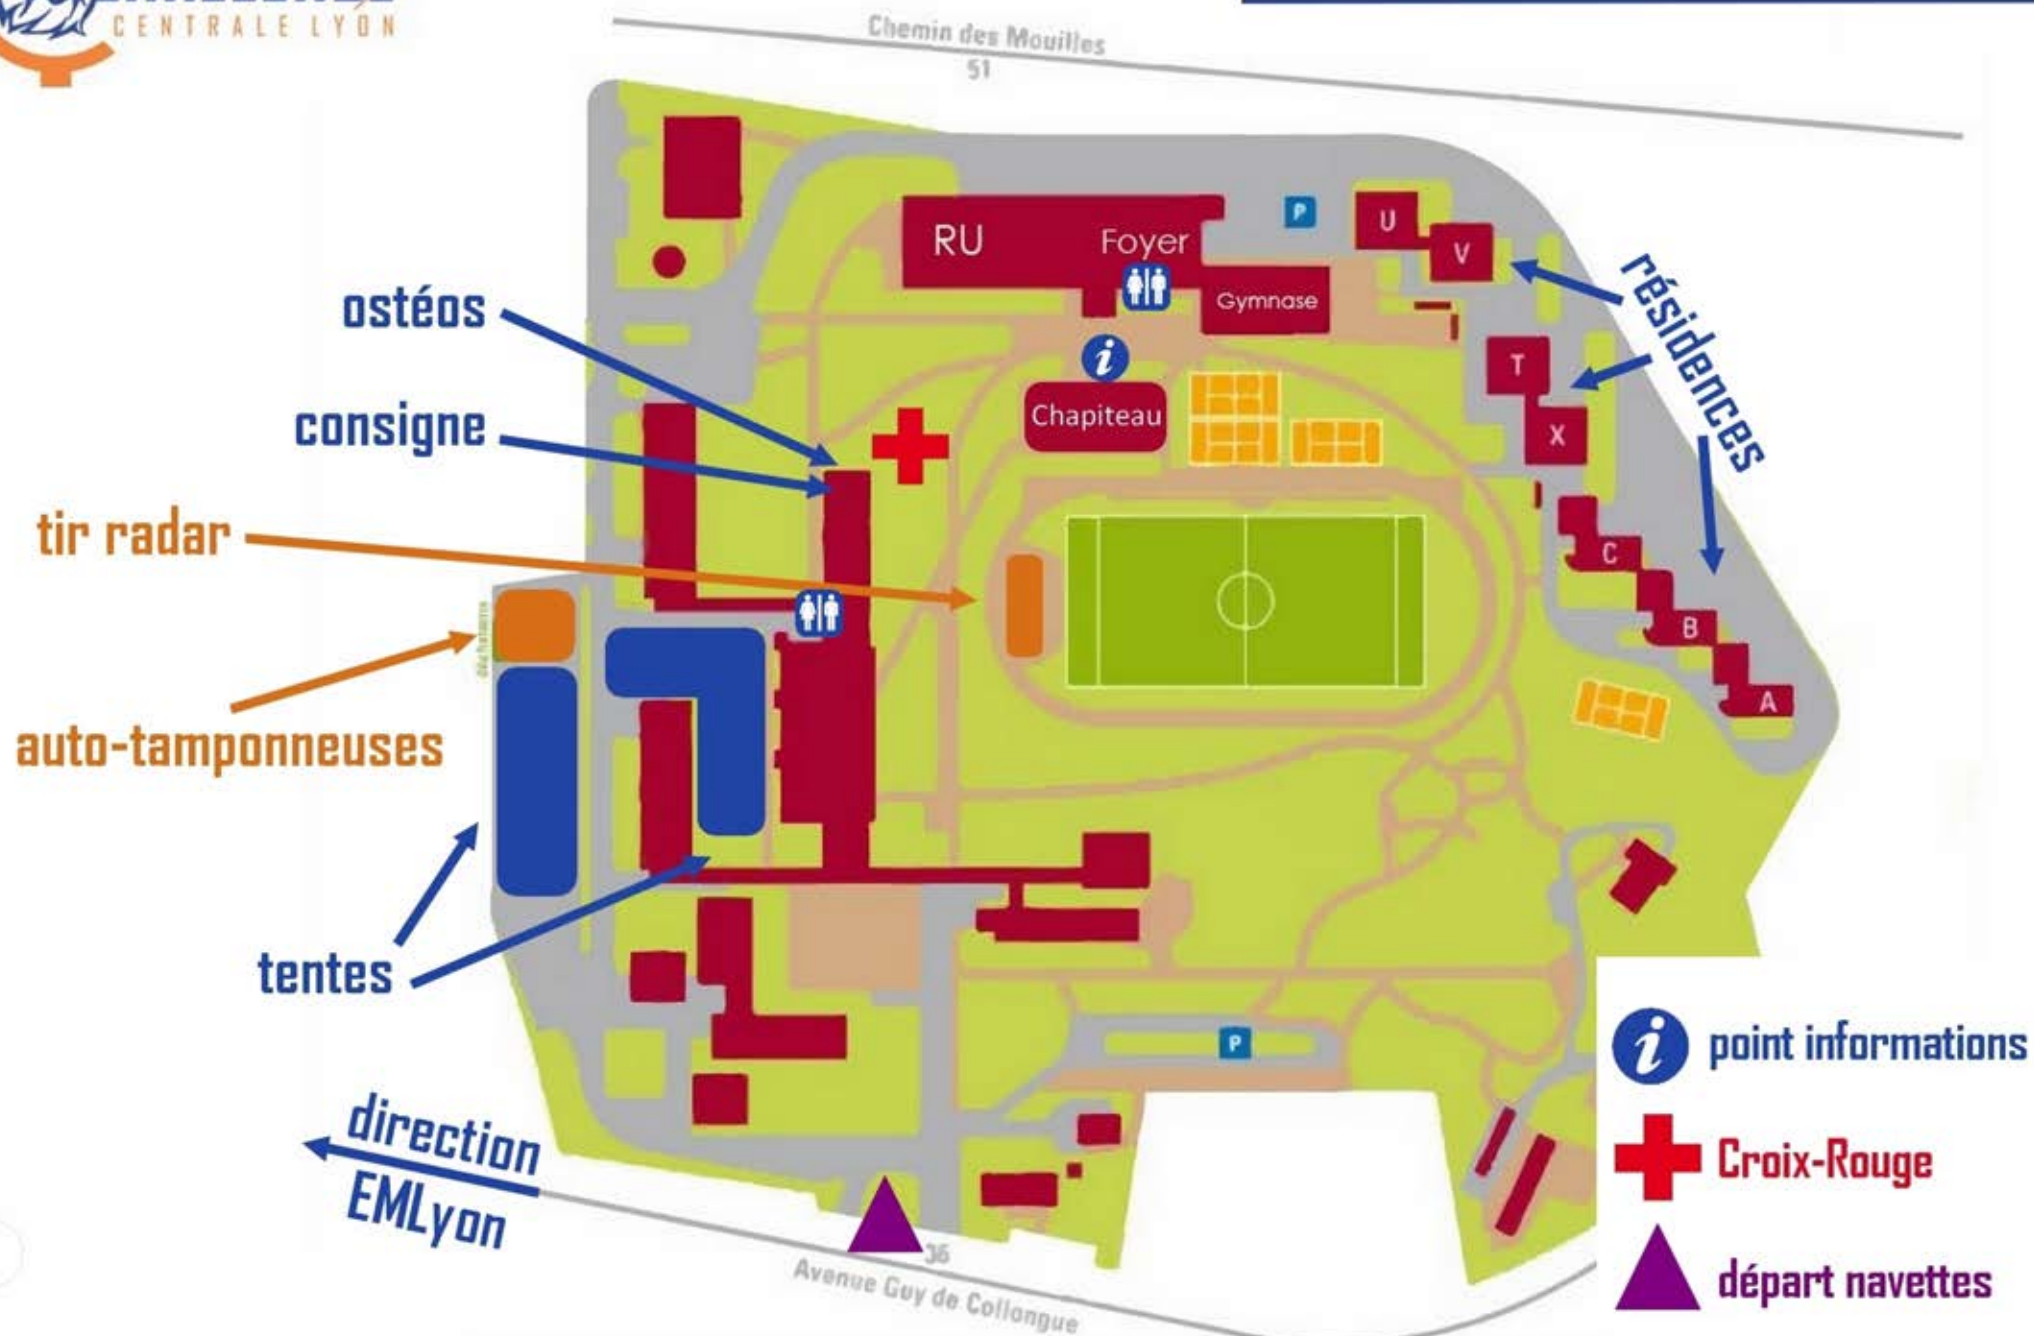 CENTRALE LYON
Chemin des Mouilles
51
RU
Foyer
Gymnase
P
U
V
résidences
ostéos
consigne
i
Chapiteau
T
X
tir radar
C
B
A
auto-tamponneuses
tentes
P
direction
EMLyon
36
Avenue Guy de Collongue
i point informations
Croix-Rouge
départ navettes